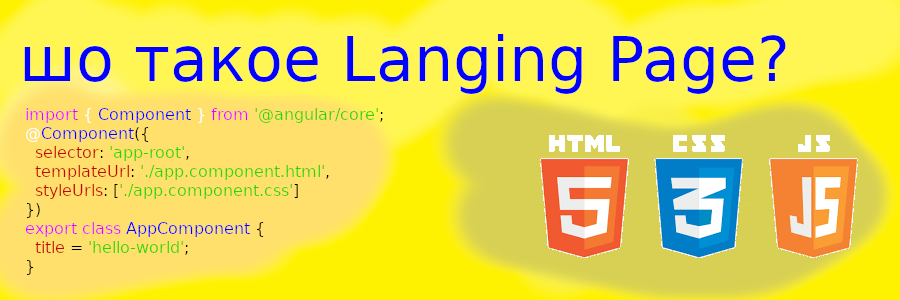 шо такое Langing Page?
import { Component } from '@angular/core';
@Component({
  selector: 'app-root',
  templateUrl: './app.component.html',
  styleUrls: ['./app.component.css']
})
export class AppComponent {
  title = 'hello-world';
}
HTML CSS JS
5 3 JS